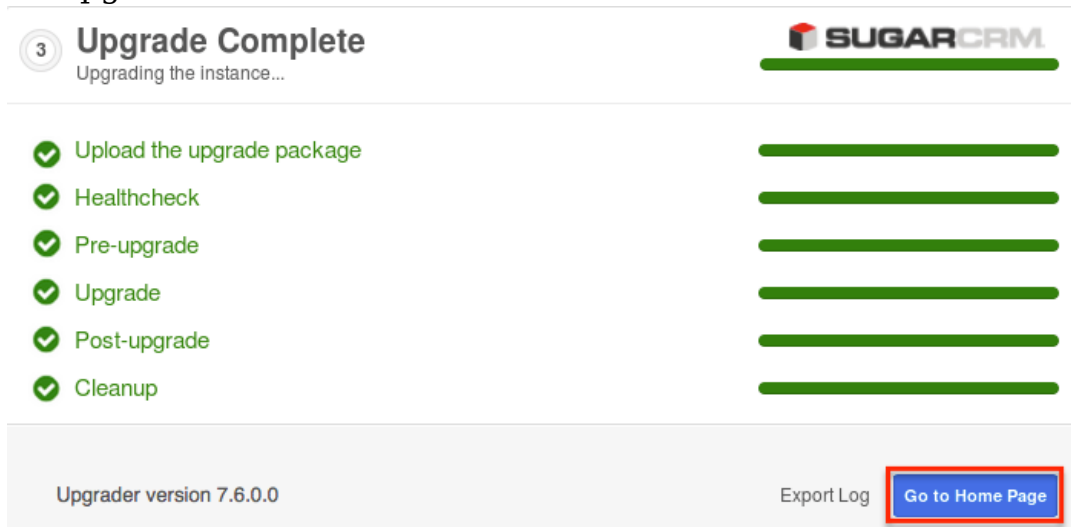 3
Upgrade Complete
SUGARCRM
Upgrading the instance...
Upload the upgrade package
Healthcheck
Pre-upgrade
Upgrade
Post-upgrade
Cleanup
Upgrader version 7.6.0.0
Export Log
Go to Home Page